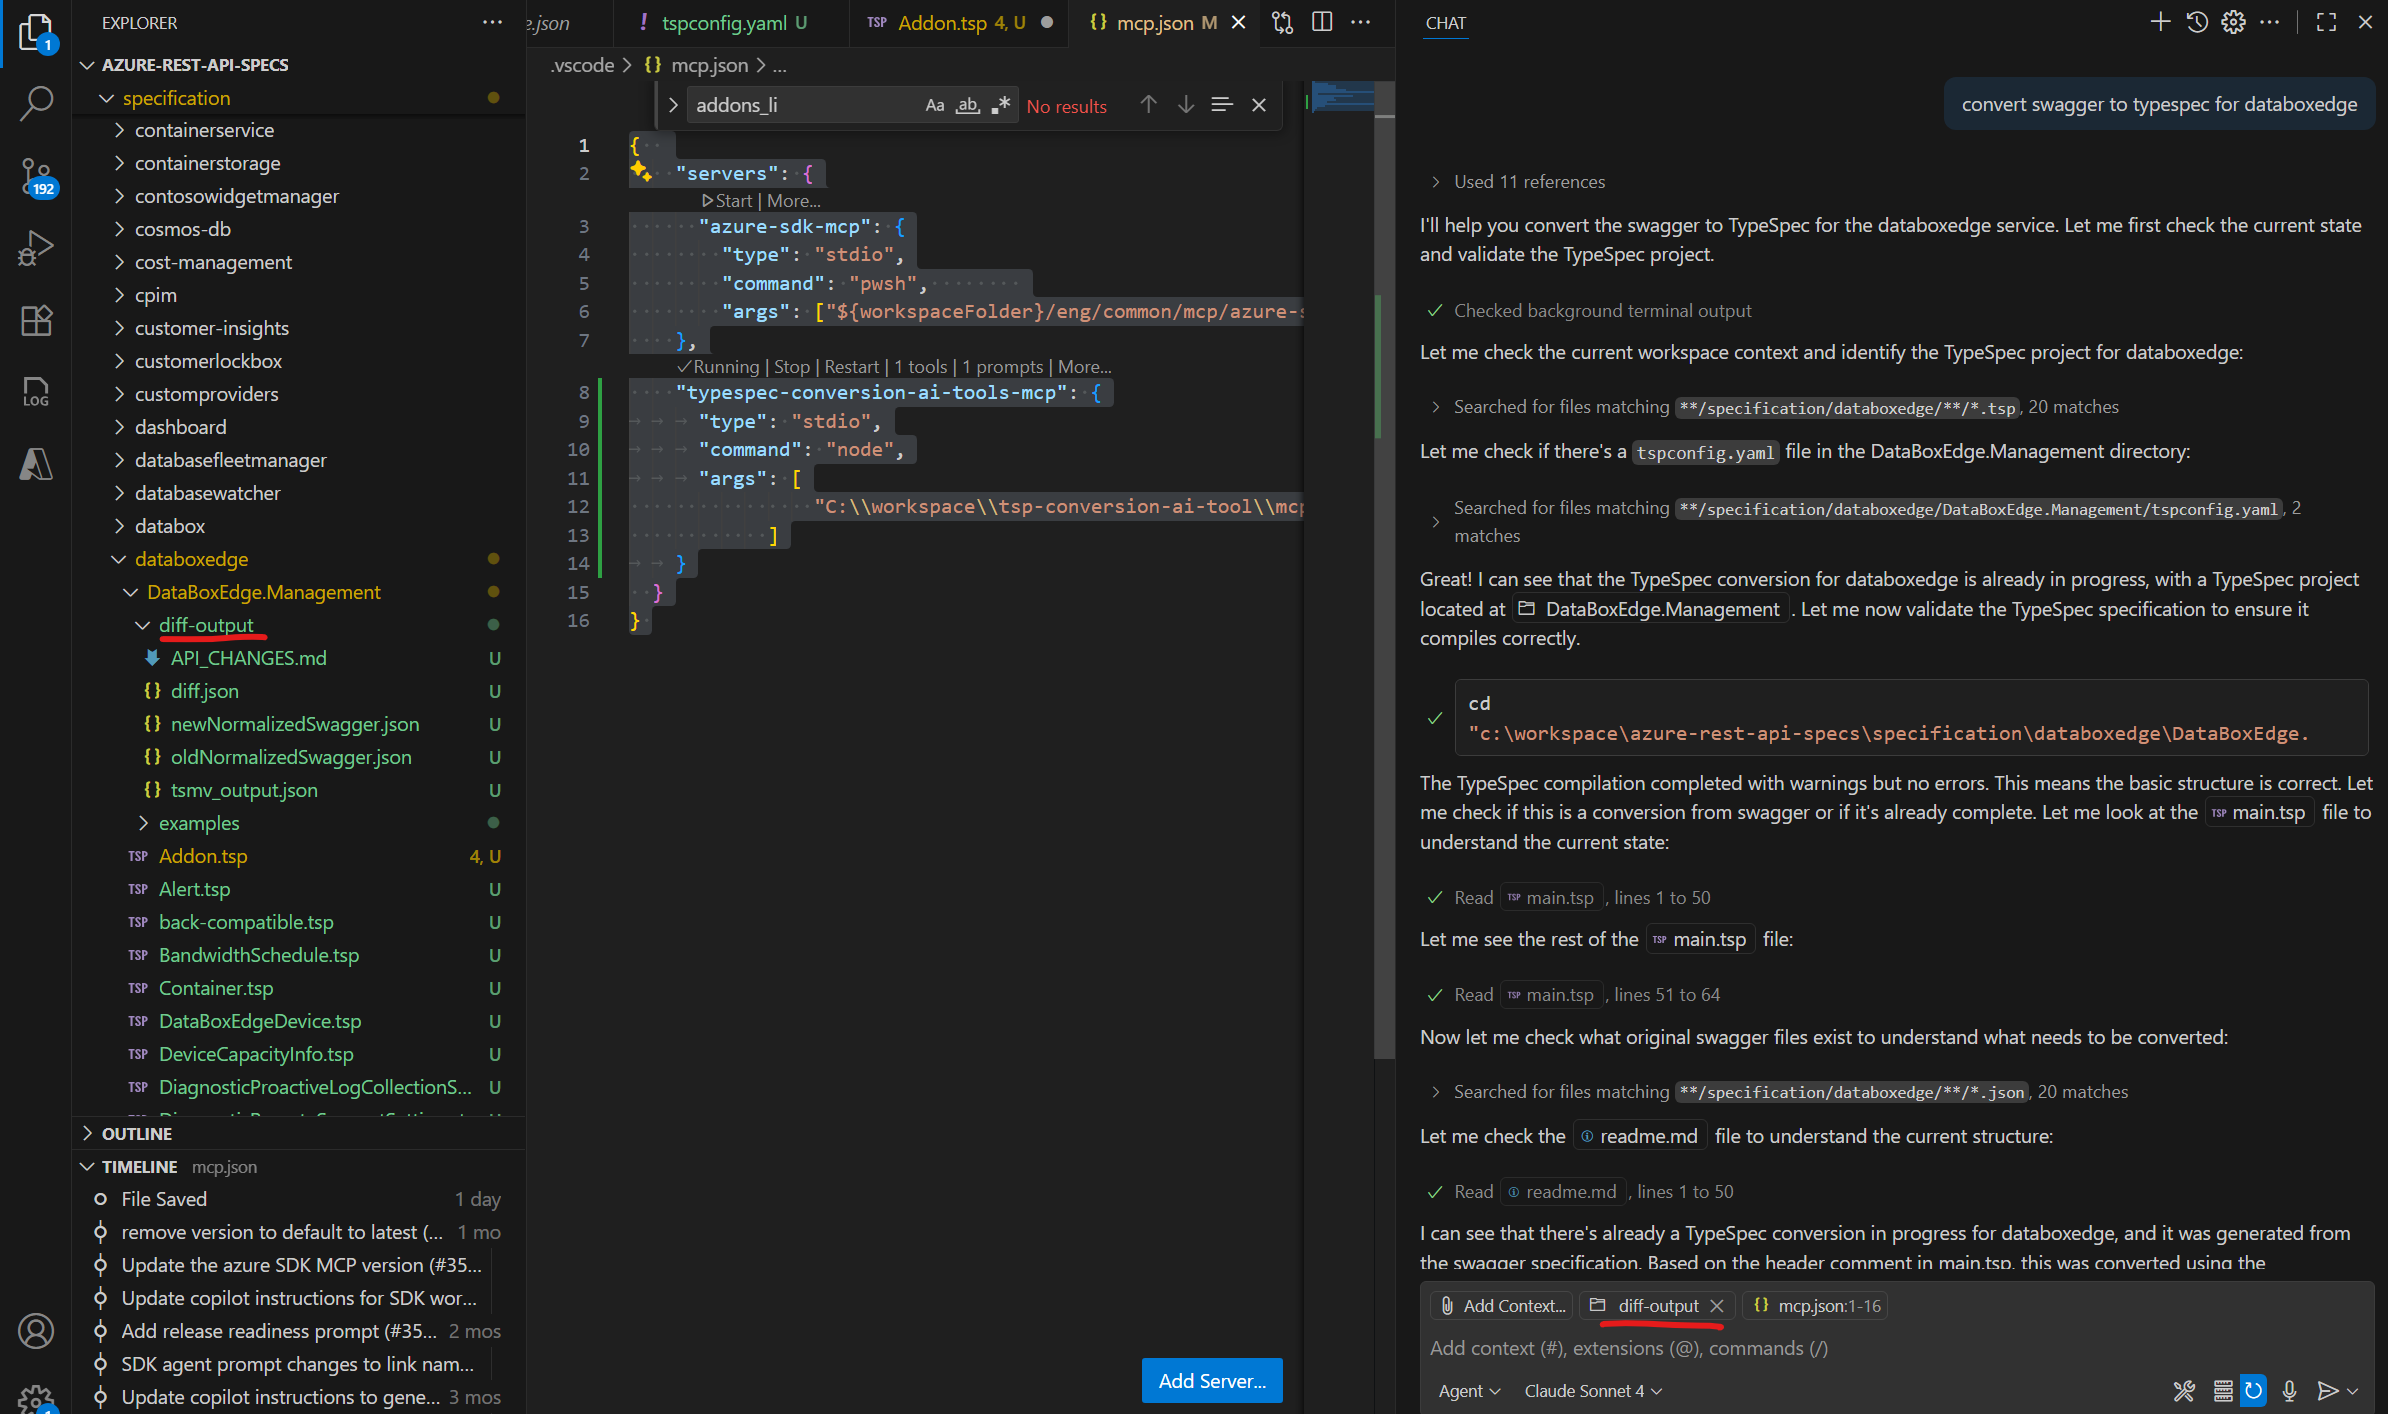 EXPLORER
AZURE-REST-API-SPECS
specification
containerservice
containerstorage
contosowidgetmanager
cosmos-db
cost-management
cpim
customer-insights
customerlockbox
customproviders
dashboard
databasefleetmanager
databasewatcher
databox
databoxedge
DataBoxEdge.Management
diff-output
API_CHANGES.md U
diff.json U
newNormalizedSwagger.json U
oldNormalizedSwagger.json U
tsmv_output.json U
examples
TSP Addon.tsp 4, U
TSP Alert.tsp U
TSP back-compatible.tsp U
TSP BandwidthSchedule.tsp U
TSP Container.tsp U
TSP DataBoxEdgeDevice.tsp U
TSP DeviceCapacityInfo.tsp U
TSP DiagnosticProactiveLogCollectionS... U
OUTLINE
TIMELINE mcp.json
File Saved 1 day
remove version to default to latest (... 1 mo
Update the azure SDK MCP version (#35...
Update copilot instructions for SDK wor...
Add release readiness prompt (#35... 2 mos
SDK agent prompt changes to link nam...
Update copilot instructions to gene... 3 mos
1
192
LOG
e.json
! tspconfig.yaml U
TSP Addon.tsp 4, U
{} mcp.json M
.vscode > {} mcp.json > ...
addons_li Aa ab No results
1 {
2 "servers": {
Start | More...
3 "azure-sdk-mcp": {
4 "type": "stdio",
5 "command": "pwsh",
6 "args": ["${workspaceFolder}/eng/common/mcp/azure-s
7 },
✓Running | Stop | Restart | 1 tools | 1 prompts | More...
8 "typespec-conversion-ai-tools-mcp": {
9 "type": "stdio",
10 "command": "node",
11 "args": [
12 "C:\\workspace\\tsp-conversion-ai-tool\\mcp
13 ]
14 }
15 }
16 }
Add Server...
CHAT
convert swagger to typespec for databoxedge
Used 11 references
I'll help you convert the swagger to TypeSpec for the databoxedge service. Let me first check the current state
and validate the TypeSpec project.
Checked background terminal output
Let me check the current workspace context and identify the TypeSpec project for databoxedge:
Searched for files matching **/specification/databoxedge/**/*.tsp, 20 matches
Let me check if there's a tspconfig.yaml file in the DataBoxEdge.Management directory:
Searched for files matching **/specification/databoxedge/DataBoxEdge.Management/tspconfig.yaml, 2
matches
Great! I can see that the TypeSpec conversion for databoxedge is already in progress, with a TypeSpec project
located at DataBoxEdge.Management. Let me now validate the TypeSpec specification to ensure it
compiles correctly.
cd
"c:\workspace\azure-rest-api-specs\specification\databoxedge\DataBoxEdge.
The TypeSpec compilation completed with warnings but no errors. This means the basic structure is correct. Let
me check if this is a conversion from swagger or if it's already complete. Let me look at the TSP main.tsp file to
understand the current state:
Read TSP main.tsp, lines 1 to 50
Let me see the rest of the TSP main.tsp file:
Read TSP main.tsp, lines 51 to 64
Now let me check what original swagger files exist to understand what needs to be converted:
Searched for files matching **/specification/databoxedge/**/*.json, 20 matches
Let me check the readme.md file to understand the current structure:
Read readme.md, lines 1 to 50
I can see that there's already a TypeSpec conversion in progress for databoxedge, and it was generated from
the swagger specification. Based on the header comment in main.tsp, this was converted using the
Add Context... diff-output {} mcp.json:1-16
Add context (#), extensions (@), commands (/)
Agent Claude Sonnet 4